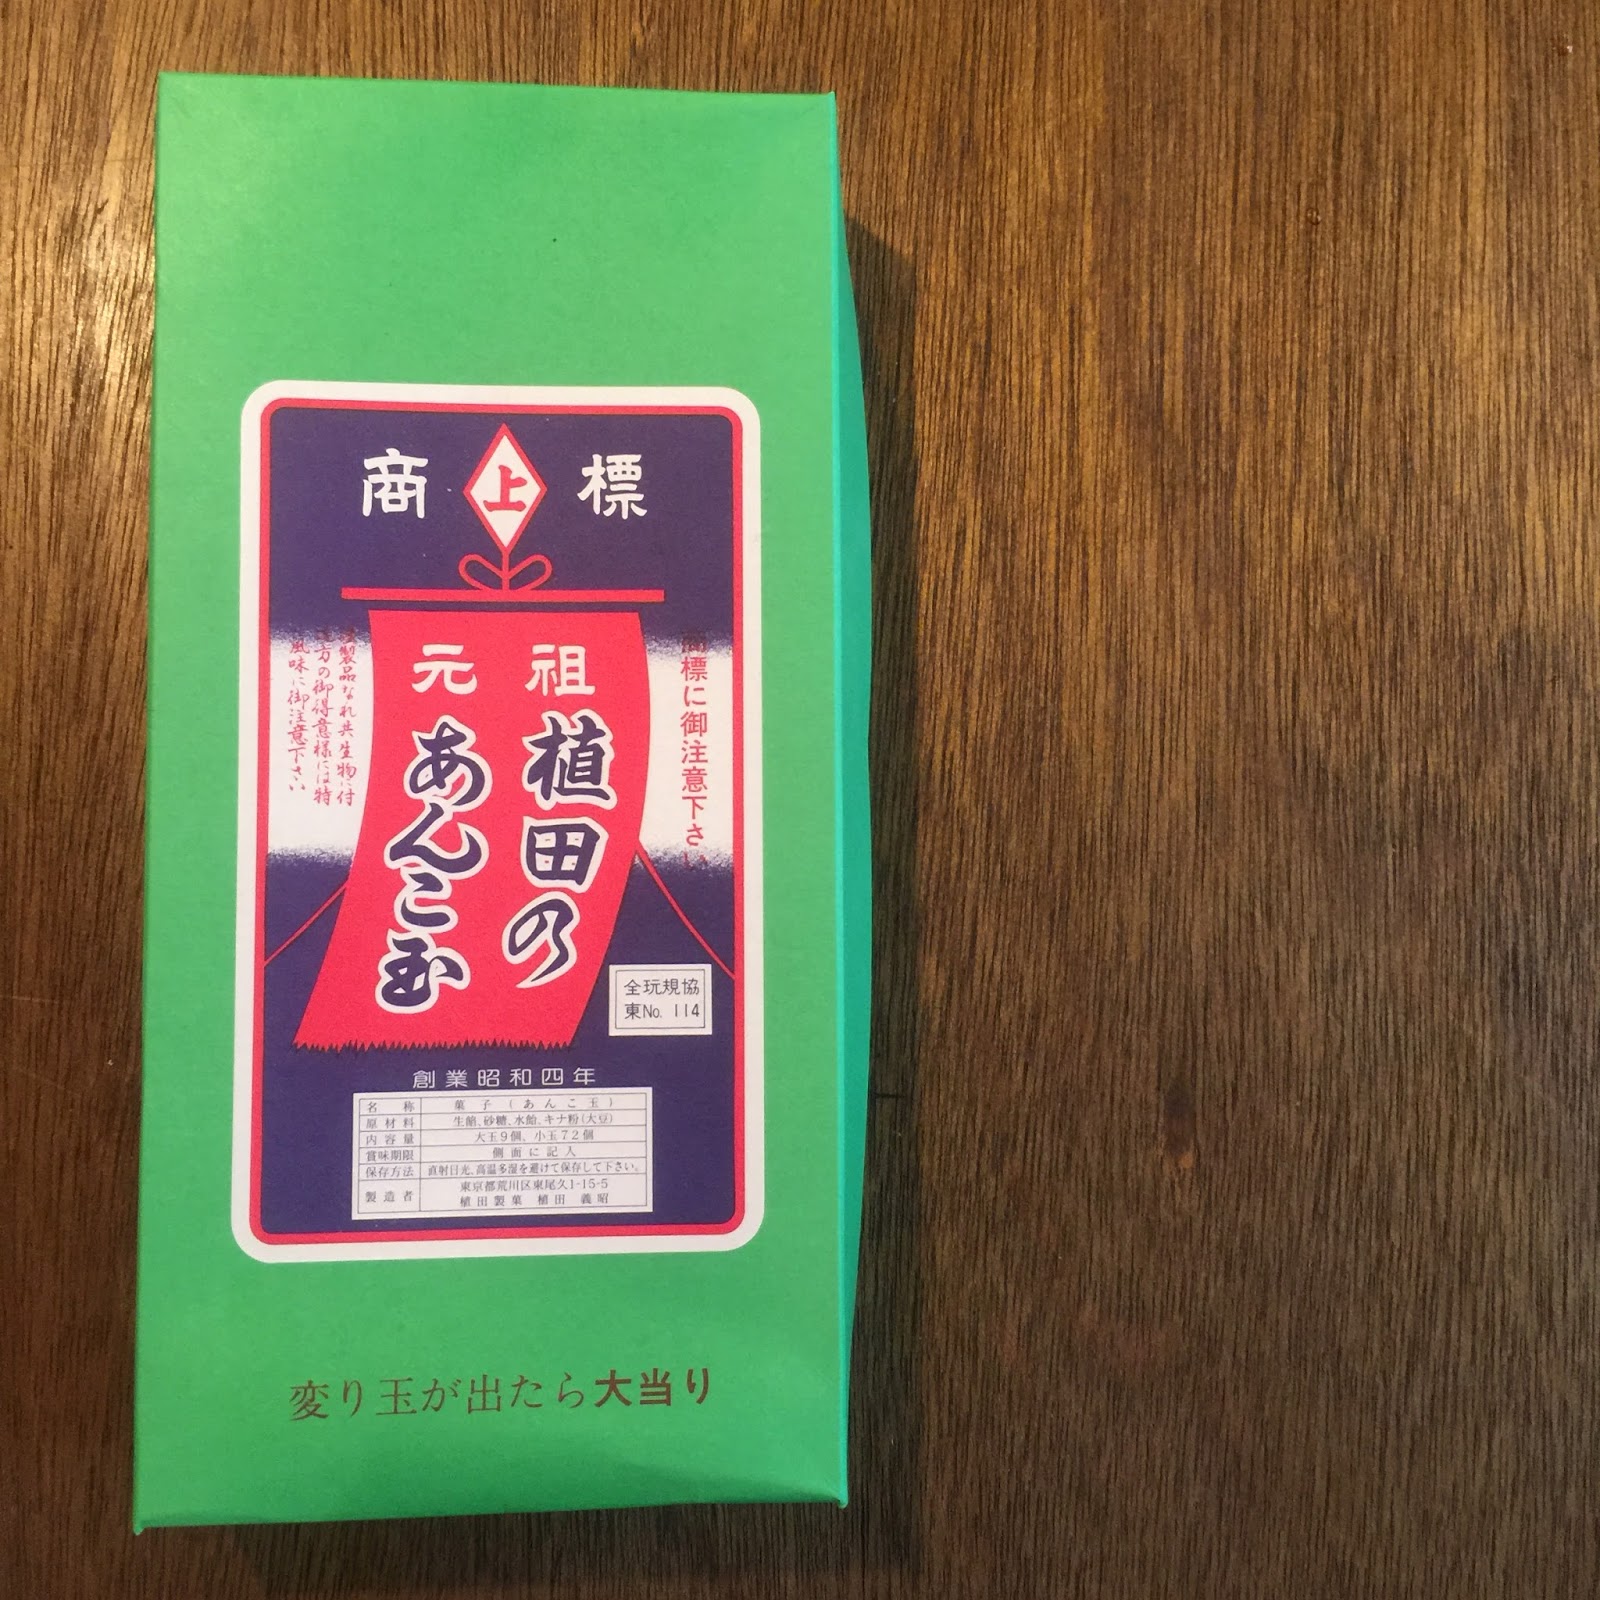 商 上 標
商標に御注意下さい
元祖
植田の
あんこ玉
製品なれ共生物に付
方の御得意様には特
風味に御注意下さい
全玩規協
東No. 114
創業昭和四年
名称 菓子(あんこ玉)
原材料 生餡、砂糖、水飴、キナ粉(大豆)
内容量 大玉9個、小玉72個
賞味期限 側面に記入
保存方法 直射日光、高温多湿を避けて保存して下さい。
製造者 東京都荒川区東尾久1-15-5
植田製菓 植田 義昭
変り玉が出たら大当り